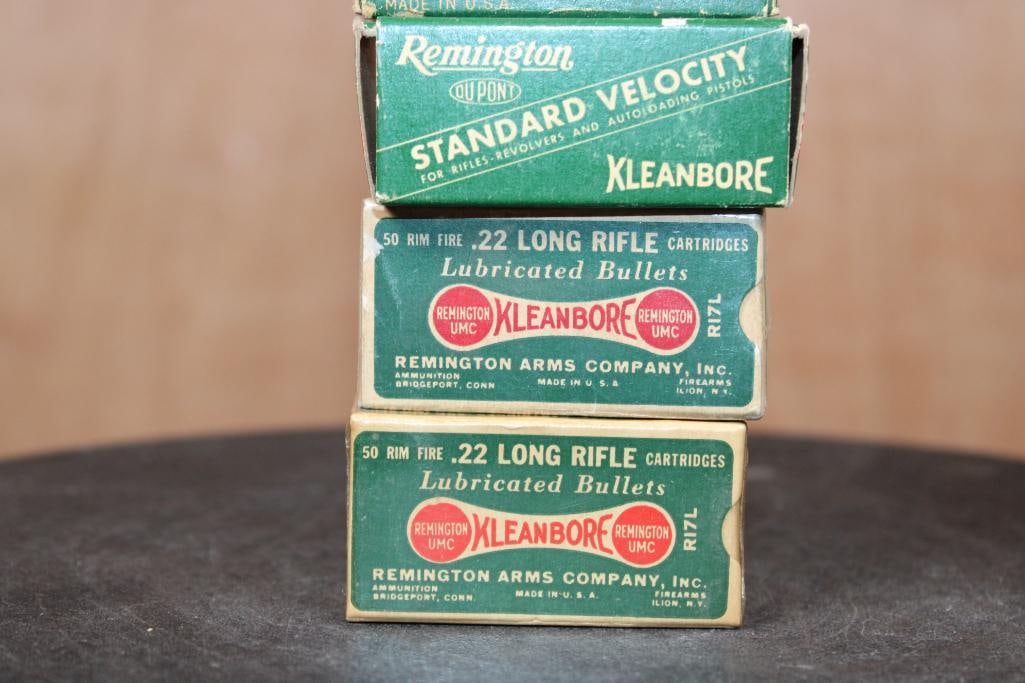 MADE IN U.S.A.
Remington
DU PONT
STANDARD VELOCITY
FOR RIFLES-REVOLVERS AND AUTOLOADING PISTOLS
KLEANBORE
50 RIM FIRE .22 LONG RIFLE CARTRIDGES
Lubricated Bullets
REMINGTON UMC KLEANBORE REMINGTON UMC
R17L
REMINGTON ARMS COMPANY, INC.
AMMUNITION MADE IN U.S.A FIREARMS
BRIDGEPORT, CONN ILION, N.Y.
50 RIM FIRE .22 LONG RIFLE CARTRIDGES
Lubricated Bullets
REMINGTON UMC KLEANBORE REMINGTON UMC
R17L
REMINGTON ARMS COMPANY, INC.
AMMUNITION MADE IN U.S.A. FIREARMS
BRIDGEPORT, CONN. ILION, N.Y.